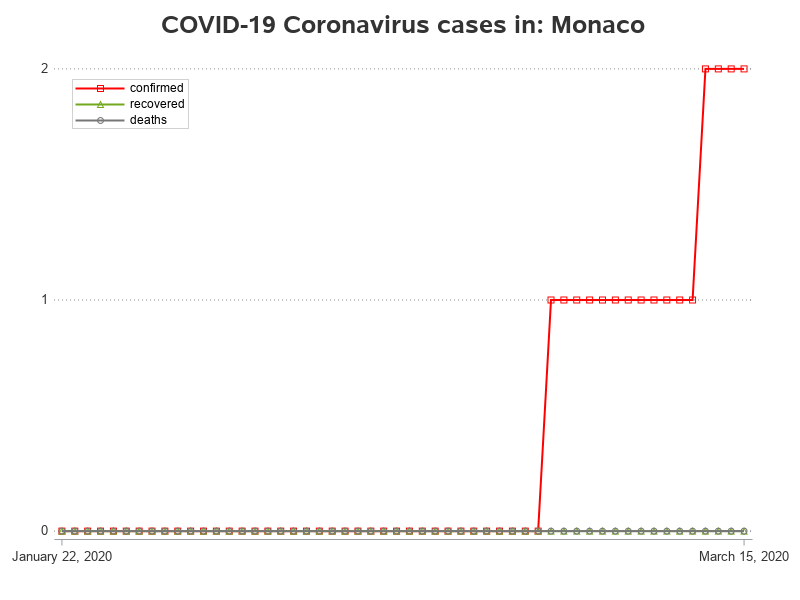 COVID-19 Coronavirus cases in: Monaco
2
confirmed
recovered
deaths
1
0
January 22, 2020
March 15, 2020